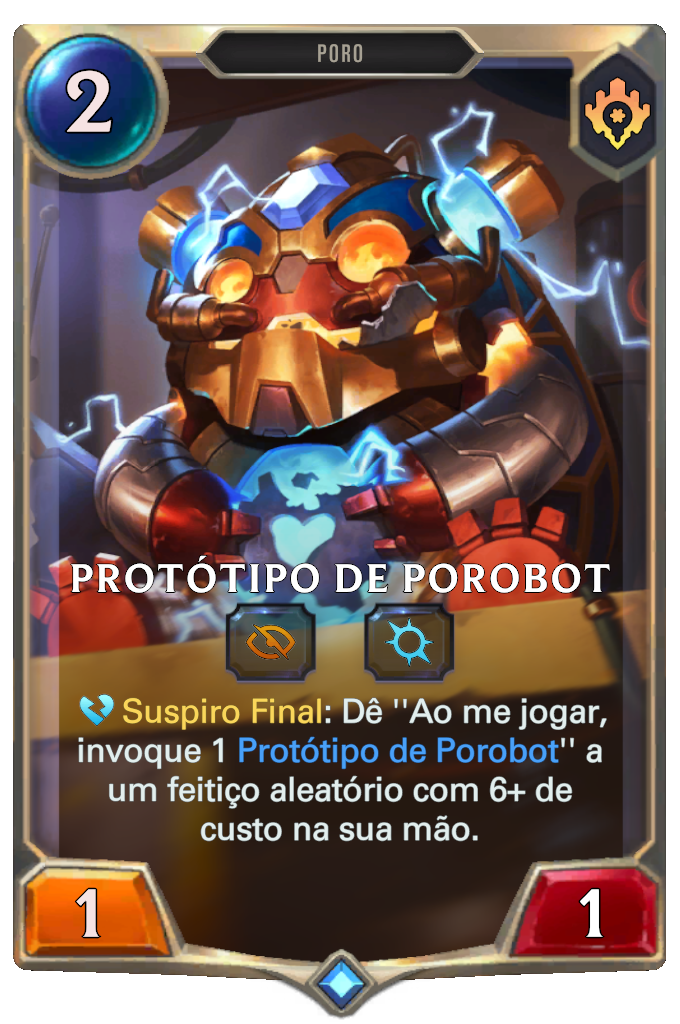 PORO
2
PROTÓTIPO DE POROBOT
Suspiro Final: Dê ''Ao me jogar,
invoque 1 Protótipo de Porobot'' a
um feitiço aleatório com 6+ de
custo na sua mão.
1
1